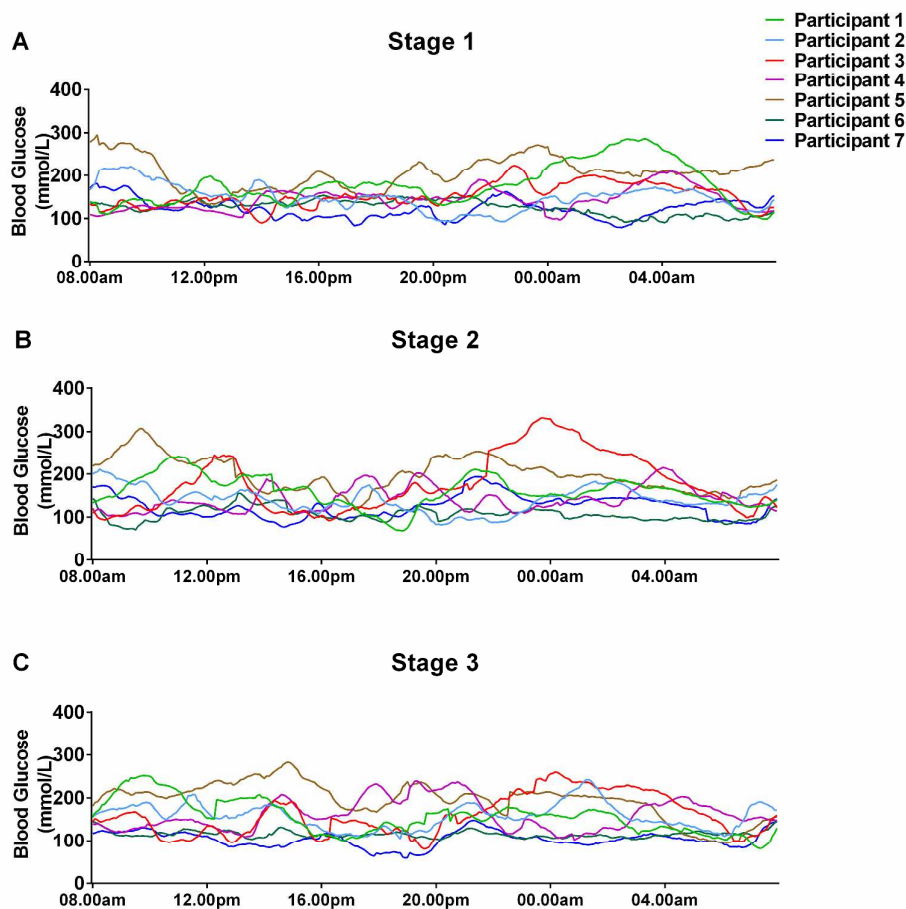 Participant 1
Participant 2
Participant 3
Participant 4
Participant 5
Participant 6
Participant 7
A
Stage 1
Blood Glucose
(mmol/L)
400
300
200
100
0
08.00am 12.00pm 16.00pm 20.00pm 00.00am 04.00am
B
Stage 2
Blood Glucose
(mmol/L)
400
300
200
100
0
08.00am 12.00pm 16.00pm 20.00pm 00.00am 04.00am
C
Stage 3
Blood Glucose
(mmol/L)
400
300
200
100
0
08.00am 12.00pm 16.00pm 20.00pm 00.00am 04.00am